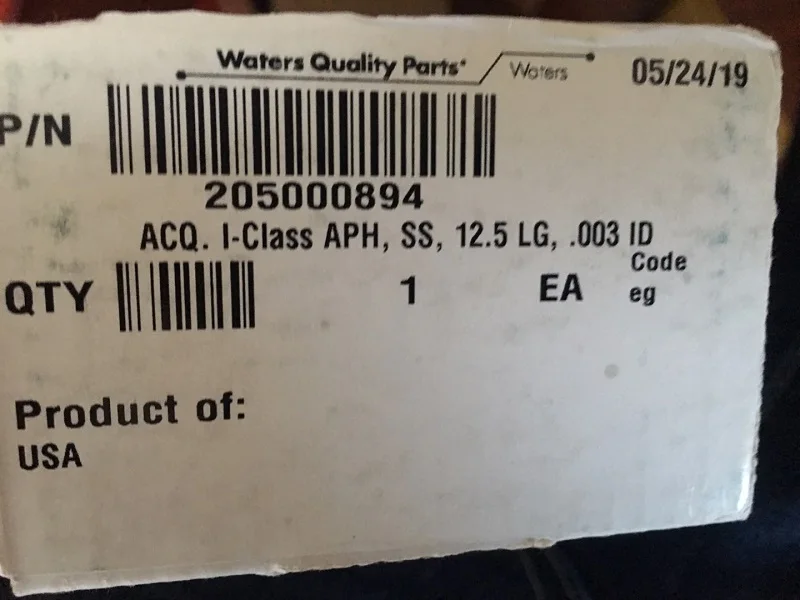 Waters Quality Parts®
Waters
05/24/19
P/N
205000894
ACQ. I-Class APH, SS, 12.5 LG, .003 ID
QTY 1 EA Code
eg
Product of:
USA